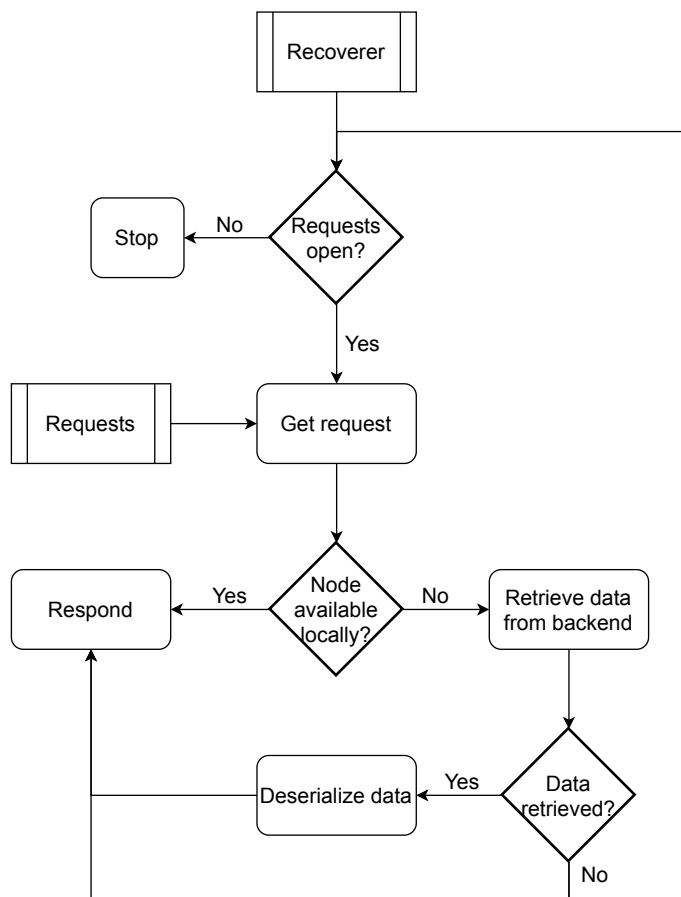 Recoverer
Requests
open?
No
Stop
Yes
Requests
Get request
Node
available
locally?
Yes
Respond
No
Retrieve data
from backend
Data
retrieved?
Yes
Deserialize data
No